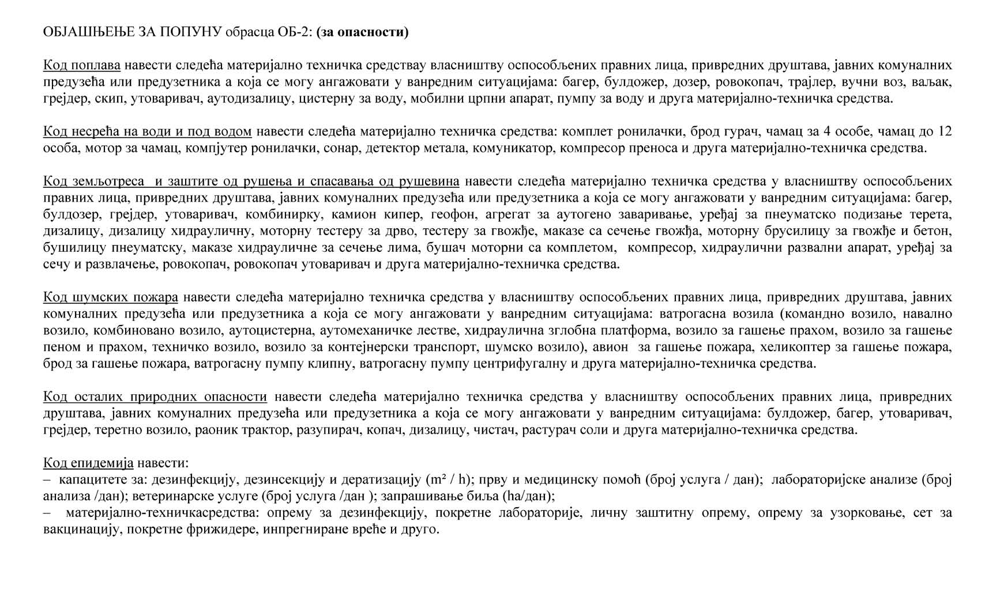 ОБЈАШЊЕЊЕ ЗА ПОПУНУ обрасца ОБ-2: (за опасности)
Код поплава навести следећа материјално техничка средствау власништву оспособљених правних лица, привредних друштава, јавних комуналних
предузећа или предузетника а која се могу ангажовати у ванредним ситуацијама: багер, булдожер, дозер, ровокопач, трајлер, вучни воз, ваљак,
грејдер, скип, утоваривач, аутодизалицу, цистерну за воду, мобилни црпни апарат, пумпу за воду и друга материјално-техничка средства.
Код несрећа на води и под водом навести следећа материјално техничка средства: комплет ронилачки, брод гурач, чамац за 4 особе, чамац до 12
особа, мотор за чамац, компјутер ронилачки, сонар, детектор метала, комуникатор, компресор преноса и друга материјално-техничка средства.
Код земљотреса и заштите од рушења и спасавања од рушевина навести следећа материјално техничка средства у власништву оспособљених
правних лица, привредних друштава, јавних комуналних предузећа или предузетника а која се могу ангажовати у ванредним ситуацијама: багер,
булдозер, грејдер, утоваривач, комбинирку, камион кипер, геофон, агрегат за аутогено заваривање, уређај за пнеуматско подизање терета,
дизалицу, дизалицу хидрауличну, моторну тестеру за дрво, тестеру за гвожђе, маказе са сечење гвожђа, моторну брусилицу за гвожђе и бетон,
бушилицу пнеуматску, маказе хидрауличне за сечење лима, бушач моторни са комплетом, компресор, хидраулични развални апарат, уређај за
сечу и развлачење, ровокопач, ровокопач утоваривач и друга материјално-техничка средства.
Код шумских пожара навести следећа материјално техничка средства у власништву оспособљених правних лица, привредних друштава, јавних
комуналних предузећа или предузетника а која се могу ангажовати у ванредним ситуацијама: ватрогасна возила (командно возило, навално
возило, комбиновано возило, аутоцистерна, аутомеханичке лестве, хидраулична зглобна платформа, возило за гашење прахом, возило за гашење
пеном и прахом, техничко возило, возило за контејнерски транспорт, шумско возило), авион за гашење пожара, хеликоптер за гашење пожара,
брод за гашење пожара, ватрогасну пумпу клипну, ватрогасну пумпу центрифугалну и друга материјално-техничка средства.
Код осталих природних опасности навести следећа материјално техничка средства у власништву оспособљених правних лица, привредних
друштава, јавних комуналних предузећа или предузетника а која се могу ангажовати у ванредним ситуацијама: булдожер, багер, утоваривач,
грејдер, теретно возило, раоник трактор, разупирач, копач, дизалицу, чистач, растурач соли и друга материјално-техничка средства.
Код епидемија навести:
– капацитете за: дезинфекцију, дезинсекцију и дератизацију (m² / h); прву и медицинску помоћ (број услуга / дан); лабораторијске анализе (број
анализа /дан); ветеринарске услуге (број услуга /дан ); запрашивање биља (ha/дан);
– материјално-техничкасредства: опрему за дезинфекцију, покретне лабораторије, личну заштитну опрему, опрему за узорковање, сет за
вакцинацију, покретне фрижидере, инпрегниране вреће и друго.